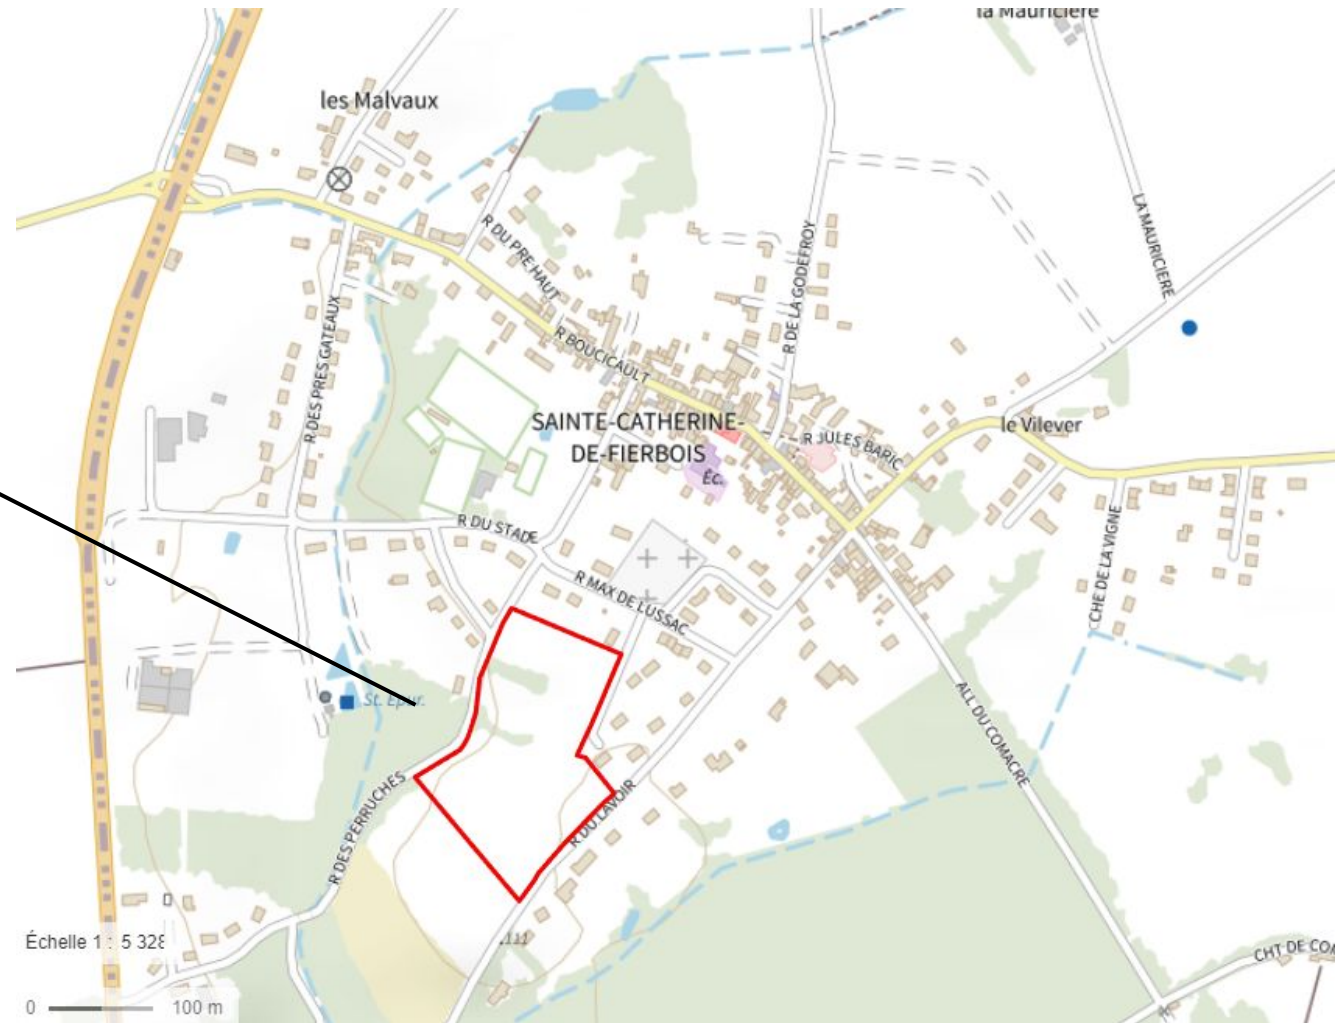 la Mauricière
les Malvaux
R DU PRE HAUT
R DE LA GODEFROY
LA MAURICIERE
R DES PRES GATEAUX
R BOUCICAULT
SAINTE-CATHERINE-
DE-FIERBOIS
R JULES BARIC
le Vilever
Éc.
R DU STADE
CHE DE LA VIGNE
R MAX DE LUSSAC
St. Epur.
ALL DU COMACRE
R DES PERRUCHES
R DU LAVOIR
Échelle 1 : 5 328
CHT DE
0
100 m